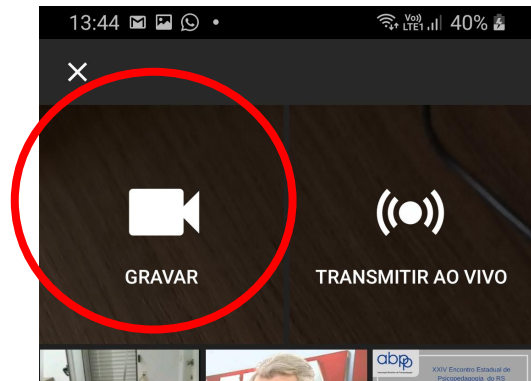 13:44
Vo)) LTE1 40%
GRAVAR
TRANSMITIR AO VIVO
abpp
XXIV Encontro Estadual de
Psicopedagogia do RS